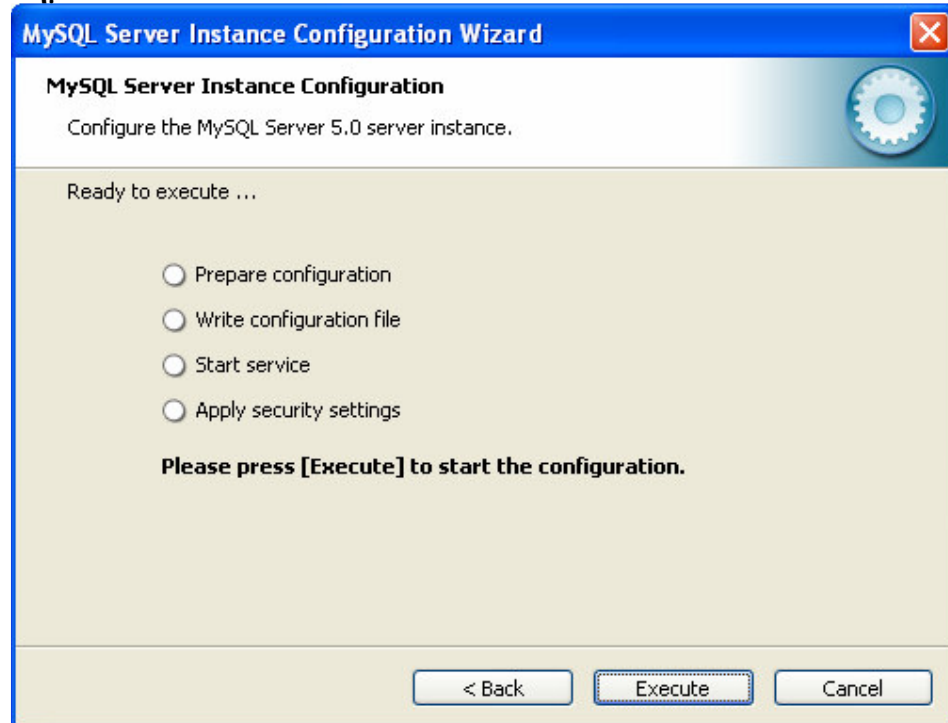 MySQL Server Instance Configuration Wizard
MySQL Server Instance Configuration
Configure the MySQL Server 5.0 server instance.
Ready to execute ...
Prepare configuration
Write configuration file
Start service
Apply security settings
Please press [Execute] to start the configuration.
< Back Execute Cancel